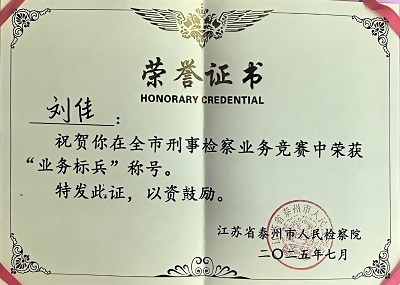 荣誉证书
HONORARY CREDENTIAL
刘佳：
祝贺你在全市刑事检察业务竞赛中荣获
“业务标兵”称号。
特发此证，以资鼓励。
江苏省泰州市人民检察院
二〇二五年七月